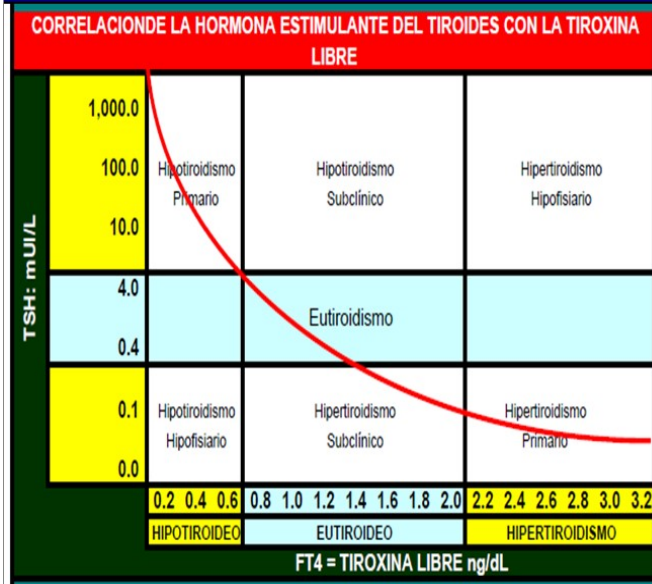 CORRELACIONDE LA HORMONA ESTIMULANTE DEL TIROIDES CON LA TIROXINA
LIBRE
TSH: mUI/L
1,000.0
100.0
10.0
4.0
0.4
0.1
0.0
Hipotiroidismo
Primario
Hipotiroidismo
Subclínico
Hipertiroidismo
Hipofisiario
Eutiroidismo
Hipotiroidismo
Hipofisiario
Hipertiroidismo
Subclínico
Hipertiroidismo
Primario
0.2 0.4 0.6 0.8 1.0 1.2 1.4 1.6 1.8 2.0 2.2 2.4 2.6 2.8 3.0 3.2
HIPOTIROIDEO EUTIROIDEO HIPERTIROIDISMO
FT4 = TIROXINA LIBRE ng/dL